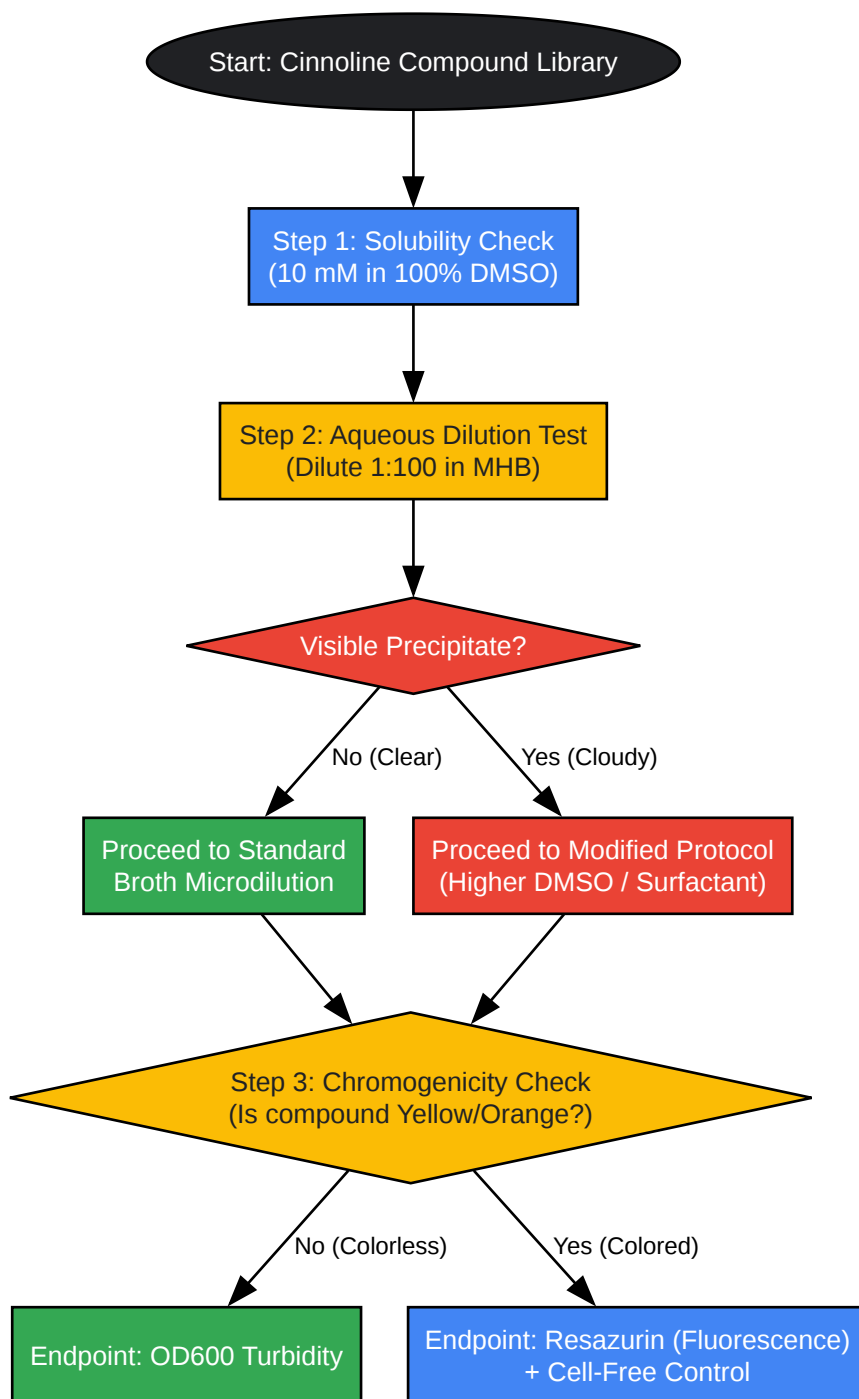 Start: Cinnoline Compound Library
Step 1: Solubility Check
(10 mM in 100% DMSO)
Step 2: Aqueous Dilution Test
(Dilute 1:100 in MHB)
Visible Precipitate?
No (Clear)
Yes (Cloudy)
Proceed to Standard
Broth Microdilution
Proceed to Modified Protocol
(Higher DMSO / Surfactant)
Step 3: Chromogenicity Check
(Is compound Yellow/Orange?)
No (Colorless)
Yes (Colored)
Endpoint: OD600 Turbidity
Endpoint: Resazurin (Fluorescence)
+ Cell-Free Control